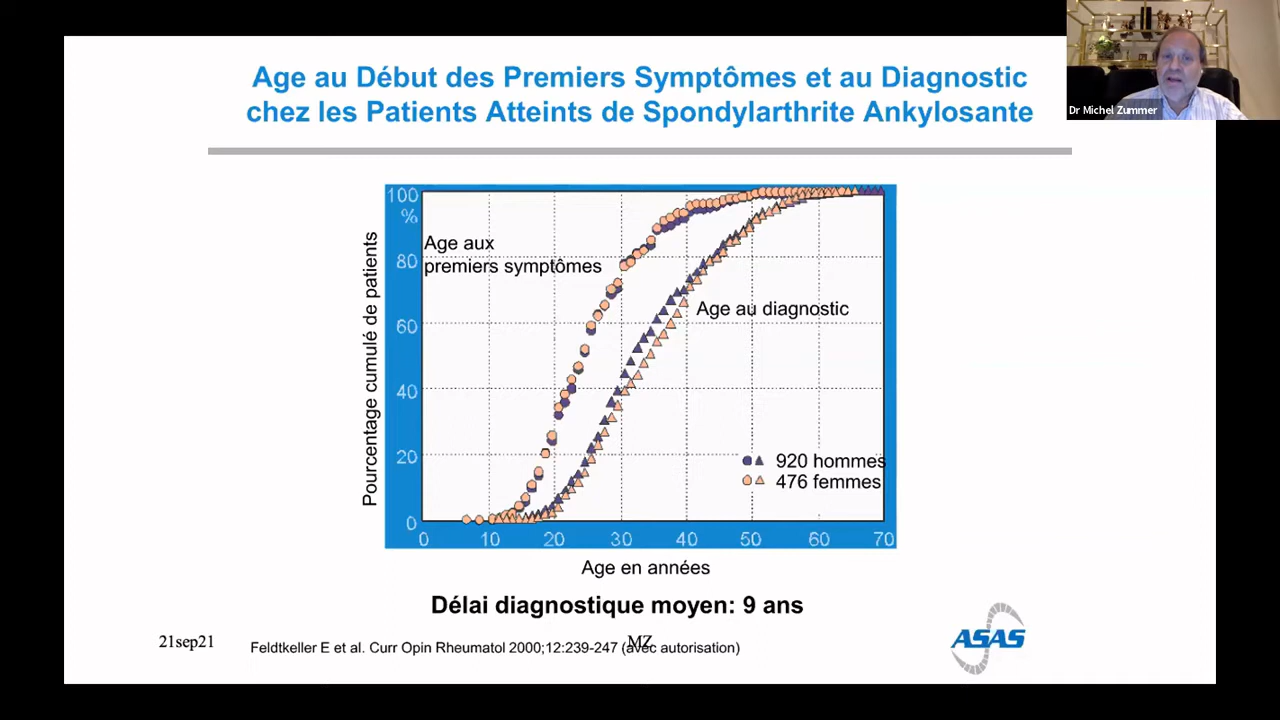 Age au Début des Premiers Symptômes et au Diagnostic
chez les Patients Atteints de Spondylarthrite Ankylosante
Dr Michel Zummer
Pourcentage cumulé de patients
100
%
80
60
40
20
0
Age aux
premiers symptômes
Age au diagnostic
920 hommes
476 femmes
0 10 20 30 40 50 60 70
Age en années
Délai diagnostique moyen: 9 ans
21sep21
MZ
Feldtkeller E et al. Curr Opin Rheumatol 2000;12:239-247 (avec autorisation)
ASAS